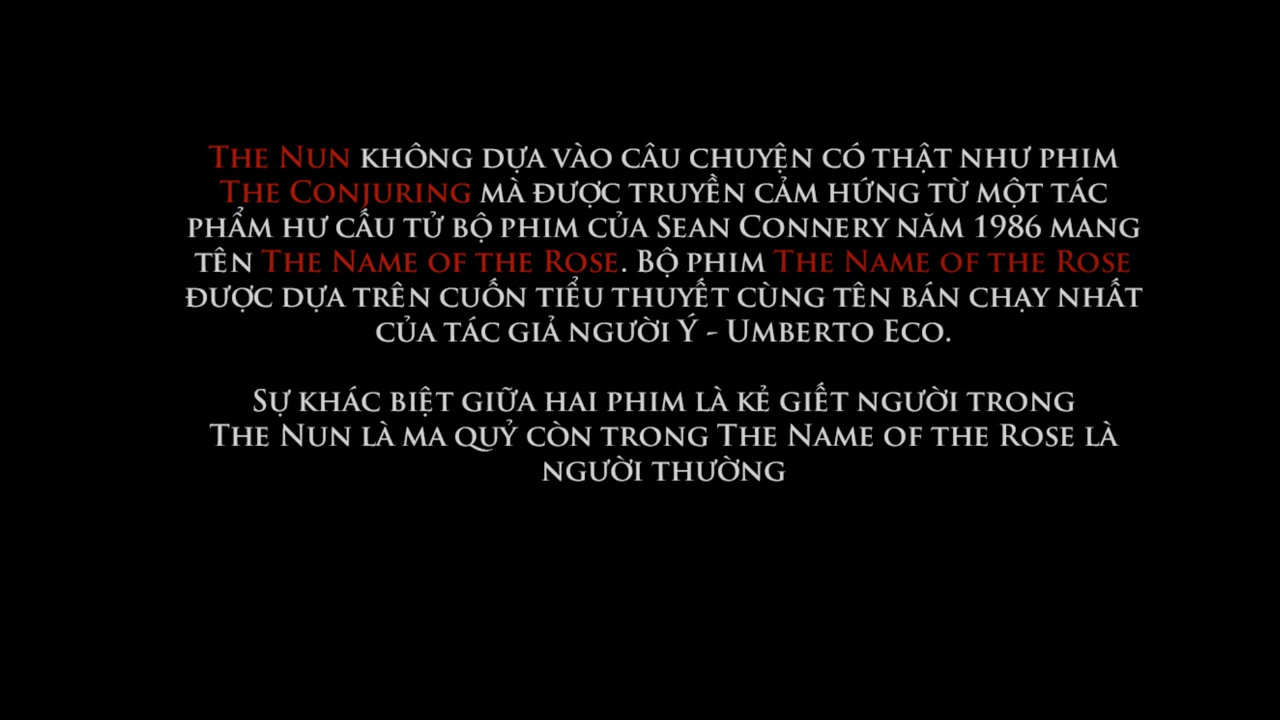 The Nun không dựa vào câu chuyện có thật như phim
The Conjuring mà được truyền cảm hứng từ một tác
phẩm hư cấu tử bộ phim của Sean Connery năm 1986 mang
tên The Name of the Rose. Bộ phim The Name of the Rose
được dựa trên cuốn tiểu thuyết cùng tên bán chạy nhất
của tác giả người Ý - Umberto Eco.
Sự khác biệt giữa hai phim là kẻ giết người trong
The Nun là ma quỷ còn trong The Name of the Rose là
người thường